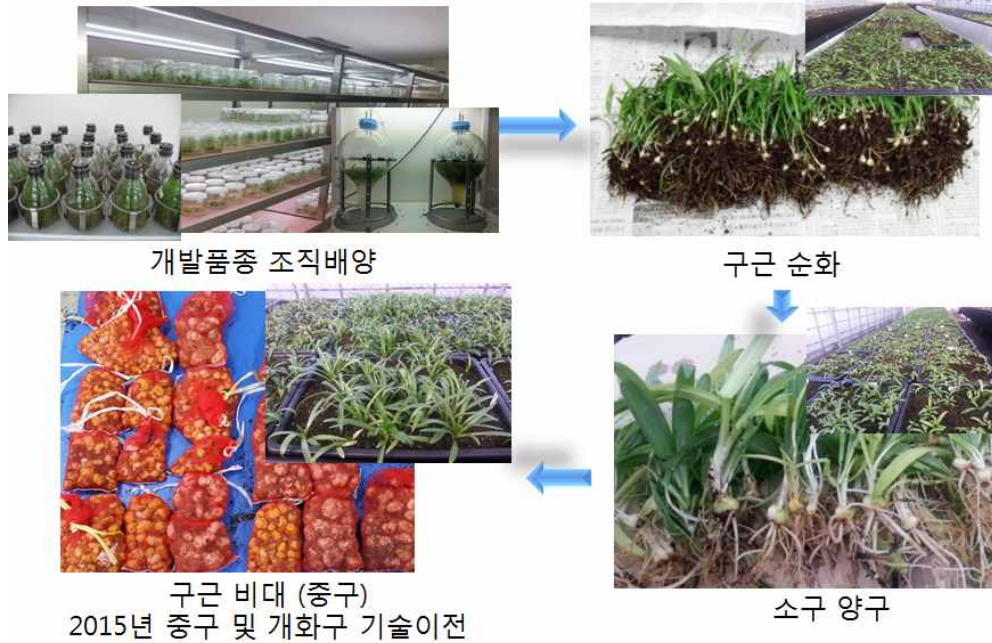 개발품종 조직배양
구근 순화
소구 양구
구근 비대 (중구)
2015년 중구 및 개화구 기술이전